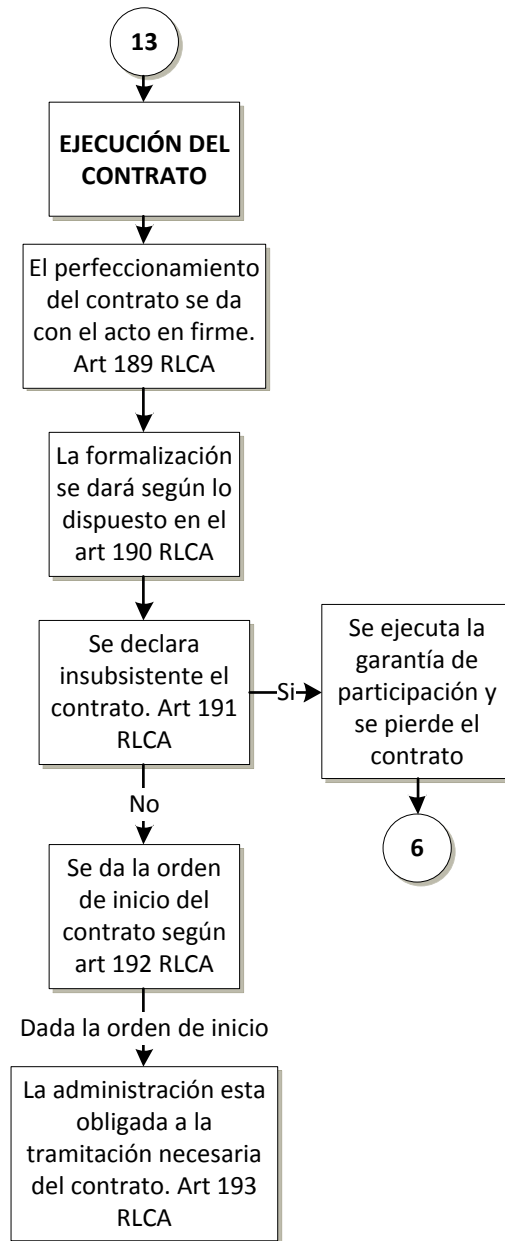 13
EJECUCIÓN DEL
CONTRATO
El perfeccionamiento
del contrato se da
con el acto en firme.
Art 189 RLCA
La formalización
se dará según lo
dispuesto en el
art 190 RLCA
Se declara
insubsistente el
contrato. Art 191
RLCA
Si
Se ejecuta la
garantía de
participación y
se pierde el
contrato
6
No
Se da la orden
de inicio del
contrato según
art 192 RLCA
Dada la orden de inicio
La administración esta
obligada a la
tramitación necesaria
del contrato. Art 193
RLCA